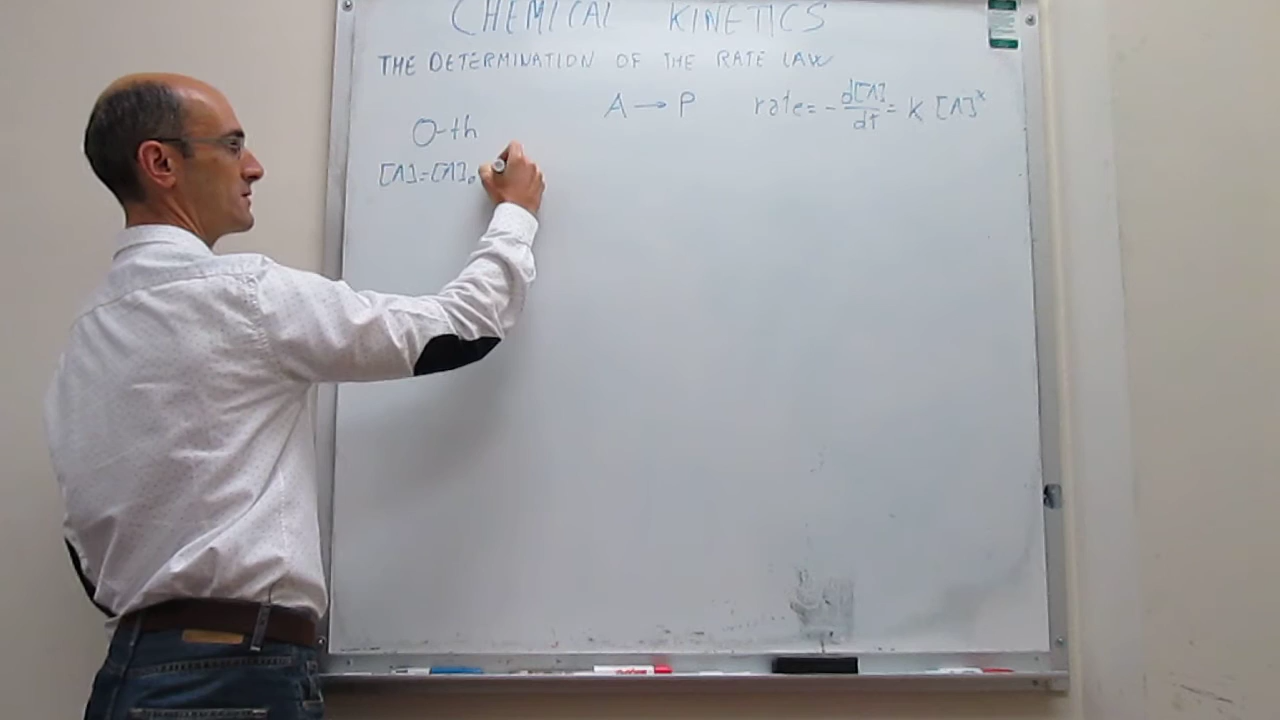 CHEMICAL KINETICS
THE DETERMINATION OF THE RATE LAW
A → P rate = - d[A]/dt = K [A]^x
0-th
[A]=[A]₀